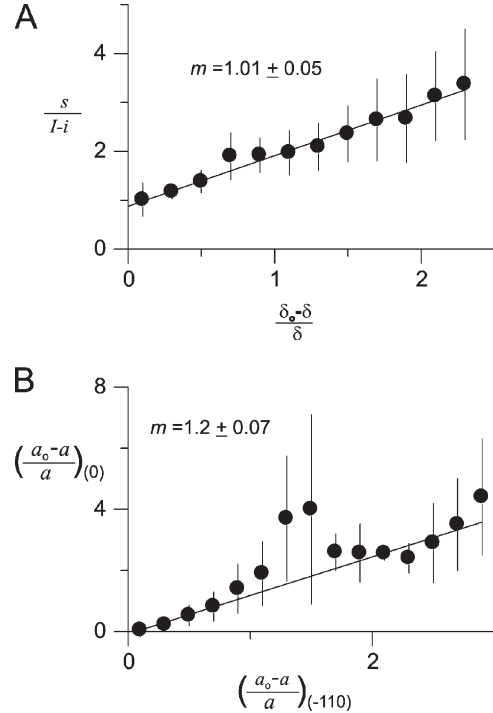 A
4
m = 1.01 ± 0.05
s
I-i
2
0
0
1
2
δₒ-δ
δ
B
8
m = 1.2 ± 0.07
(aₒ-a
a)(0)
4
0
0
1
2
(aₒ-a
a)(-110)